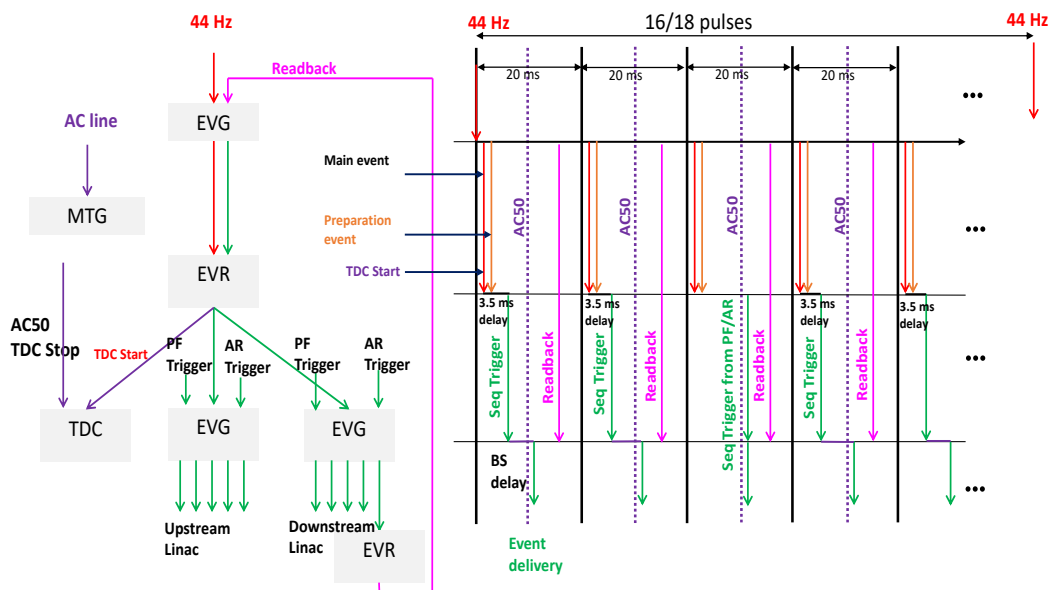 44 Hz
Readback
AC line
EVG
MTG
EVR
AC50
TDC Stop
TDC Start
PF
Trigger
AR
Trigger
PF
Trigger
AR
Trigger
TDC
EVG
EVG
Upstream
Linac
Downstream
Linac
EVR
44 Hz
16/18 pulses
44 Hz
20 ms
20 ms
20 ms
20 ms
...
Main event
Preparation
event
TDC Start
AC50
AC50
AC50
AC50
...
3.5 ms
delay
3.5 ms
delay
3.5 ms
delay
3.5 ms
delay
Seq Trigger
Readback
Seq Trigger
Readback
Seq Trigger from PF/AR
Readback
Seq Trigger
Readback
...
BS
delay
...
Event
delivery